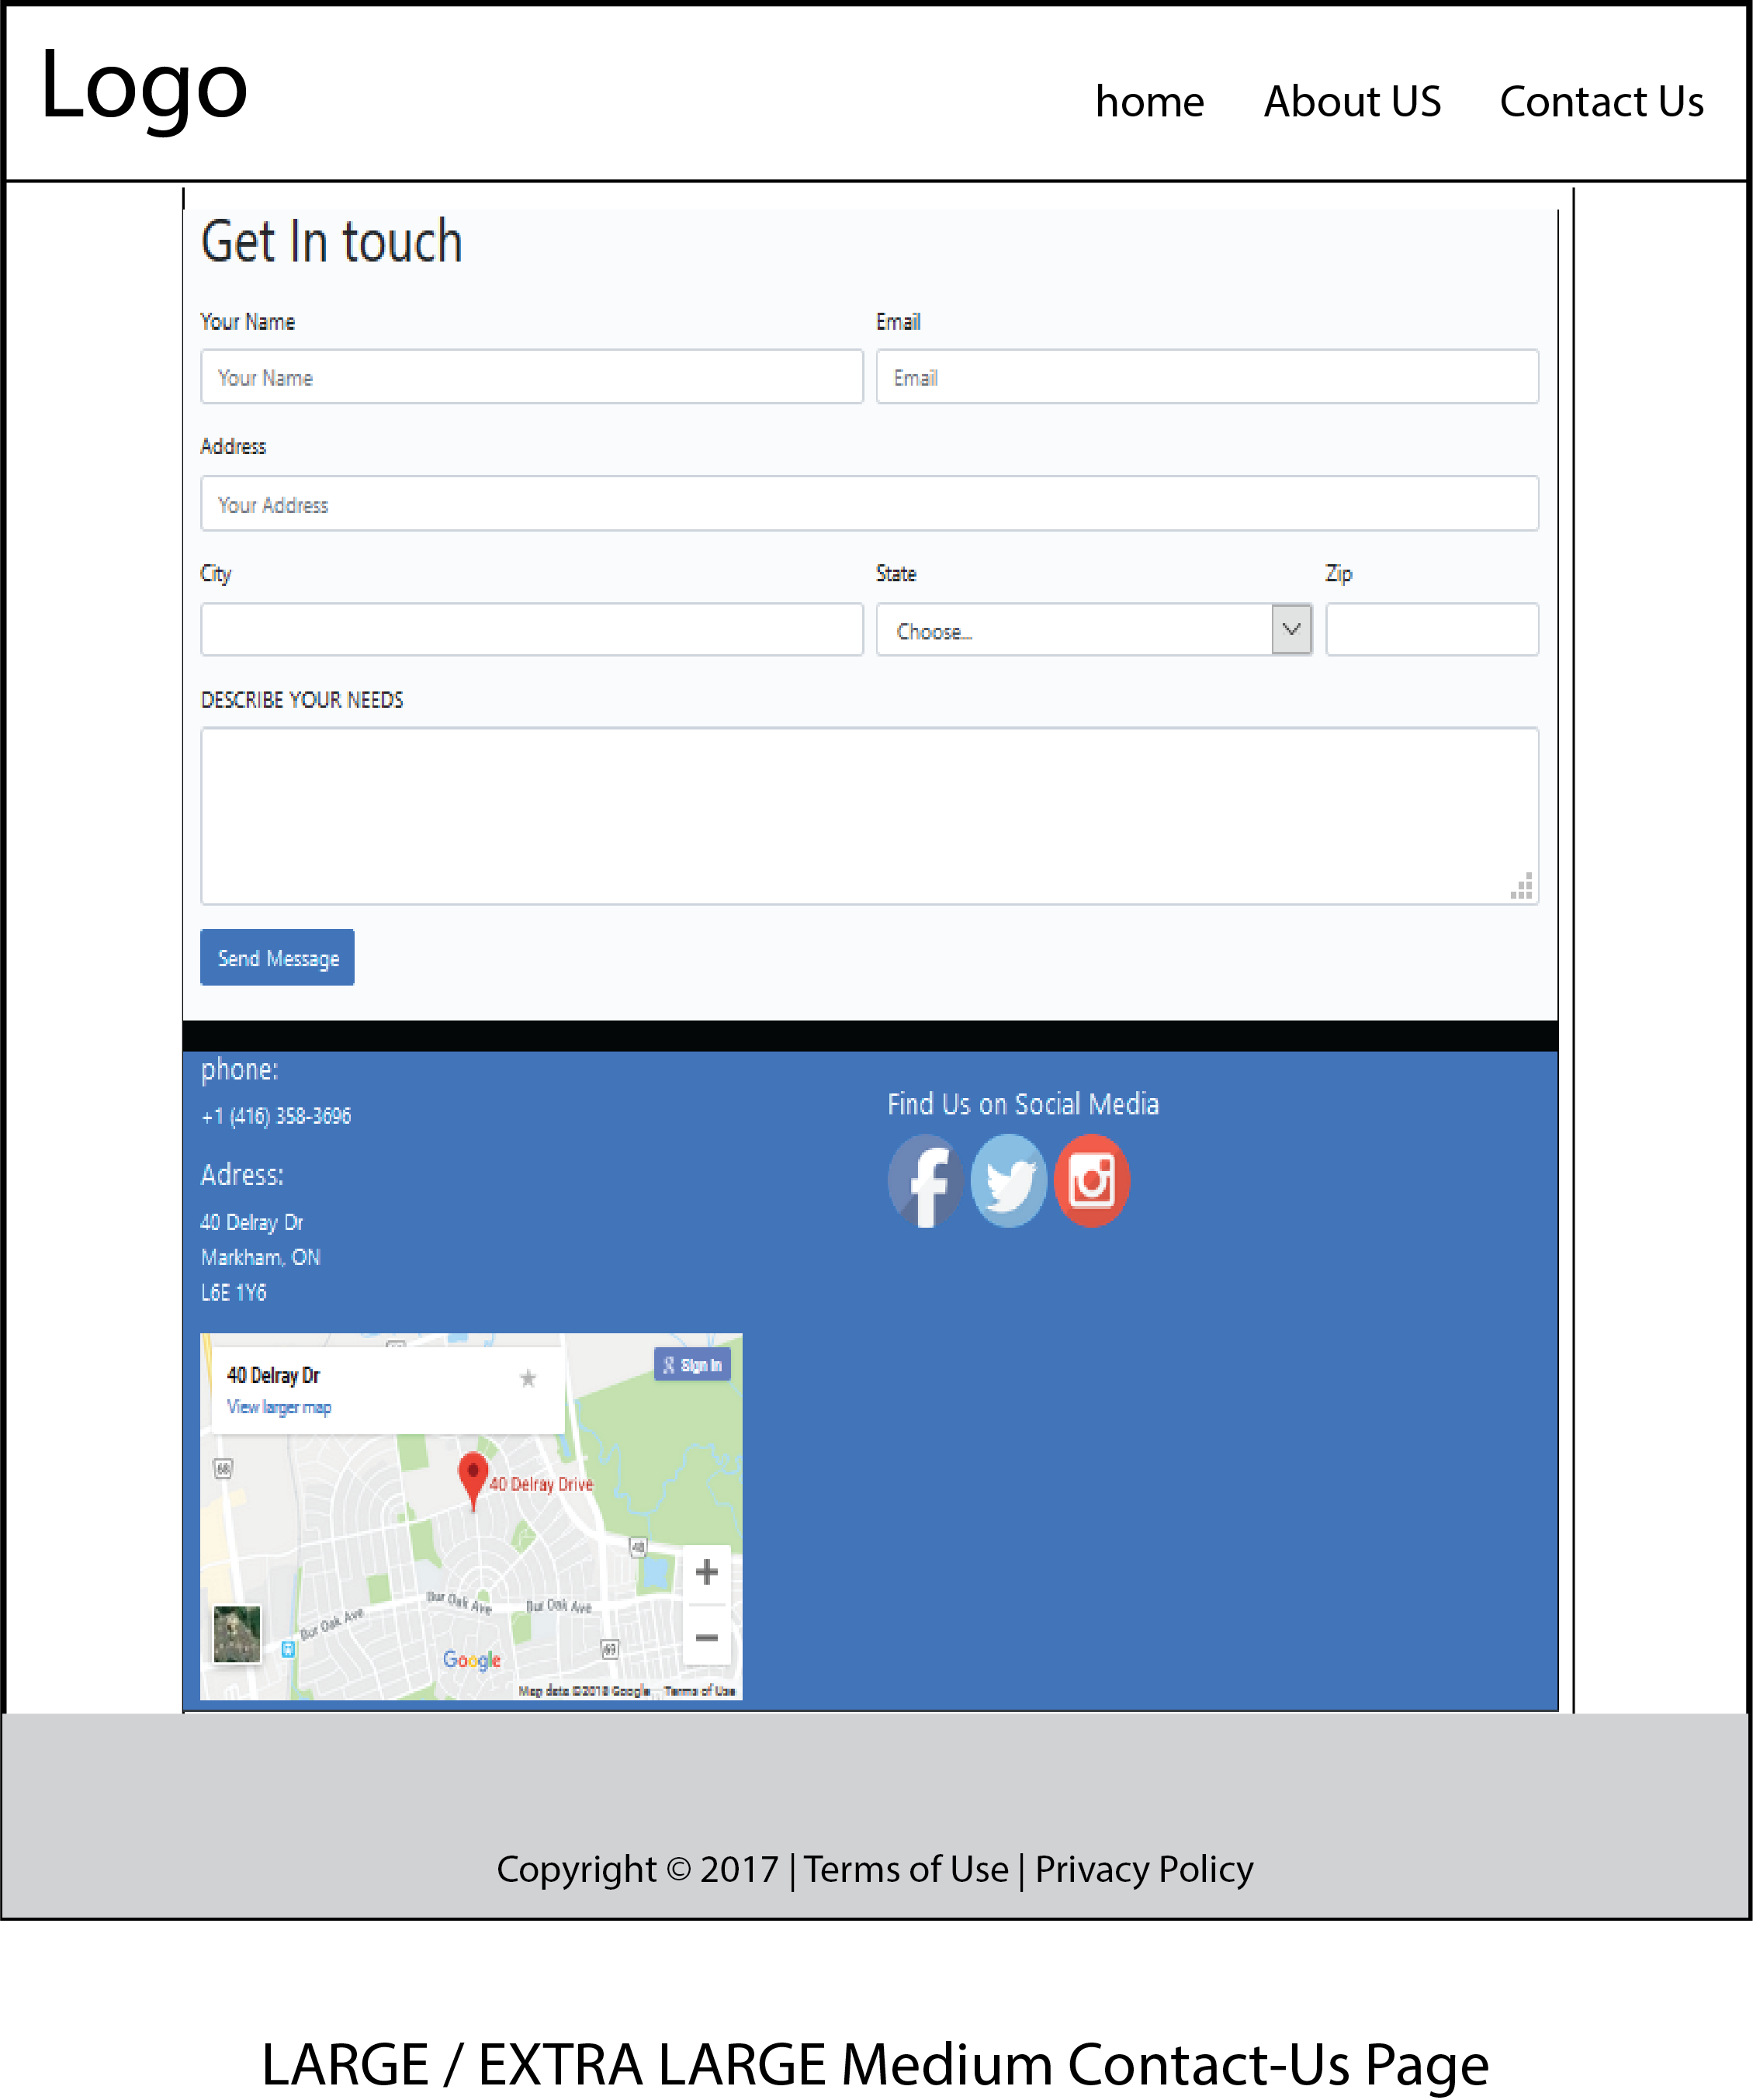 Logo
home About US Contact Us
Get In touch
Your Name Email
Your Name Email
Address
Your Address
City State Zip
Choose...
DESCRIBE YOUR NEEDS
Send Message
phone:
+1 (416) 358-3696
Find Us on Social Media
Adress:
40 Delray Dr
Markham, ON
L6E 1Y6
40 Delray Dr
View larger map
Sign in
68
40 Delray Drive
48
Bur Oak Ave
Bur Oak Ave
Bur Oak Ave
69
Google
Map data ©2018 Google Terms of Use
Copyright © 2017 | Terms of Use | Privacy Policy
LARGE / EXTRA LARGE Medium Contact-Us Page